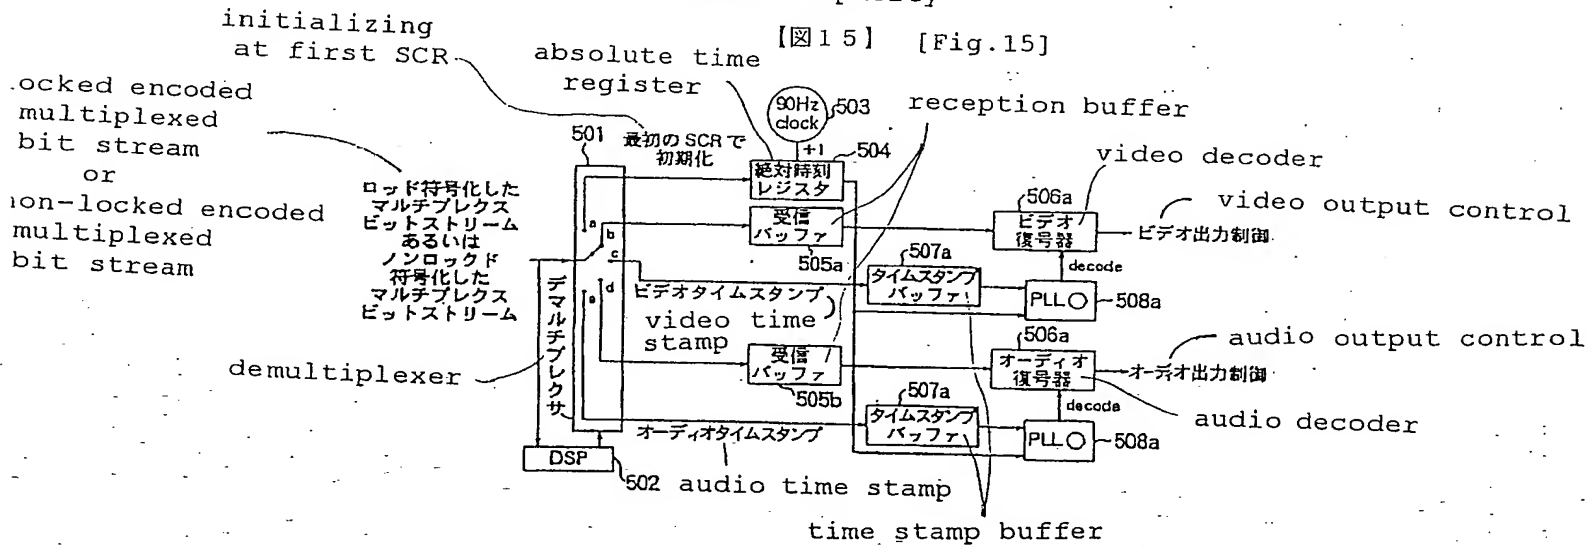 initializing
at first SCR
【図15】 [Fig.15]
absolute time
register
ocked encoded
multiplexed
bit stream
or
non-locked encoded
multiplexed
bit stream
90Hz
clock
503
reception buffer
501
最初のSCRで
初期化
+1
504
絶対時刻
レジスタ
video decoder
ロッド符号化した
マルチプレクス
ビットストリーム
あるいは
ノンロックド
符号化した
マルチプレクス
ビットストリーム
a
b
c
d
e
受信
バッファ
505a
506a
ビデオ
復号器
video output control
ビデオ出力制御
decode
507a
タイムスタンプ
バッファ
PLL
508a
ビデオタイムスタンプ
video time
stamp
デマルチプレクサ
demultiplexer
受信
バッファ
505b
506a
オーディオ
復号器
audio output control
オーディオ出力制御
decode
audio decoder
507a
タイムスタンプ
バッファ
PLL
508a
オーディオタイムスタンプ
DSP
502
audio time stamp
time stamp buffer